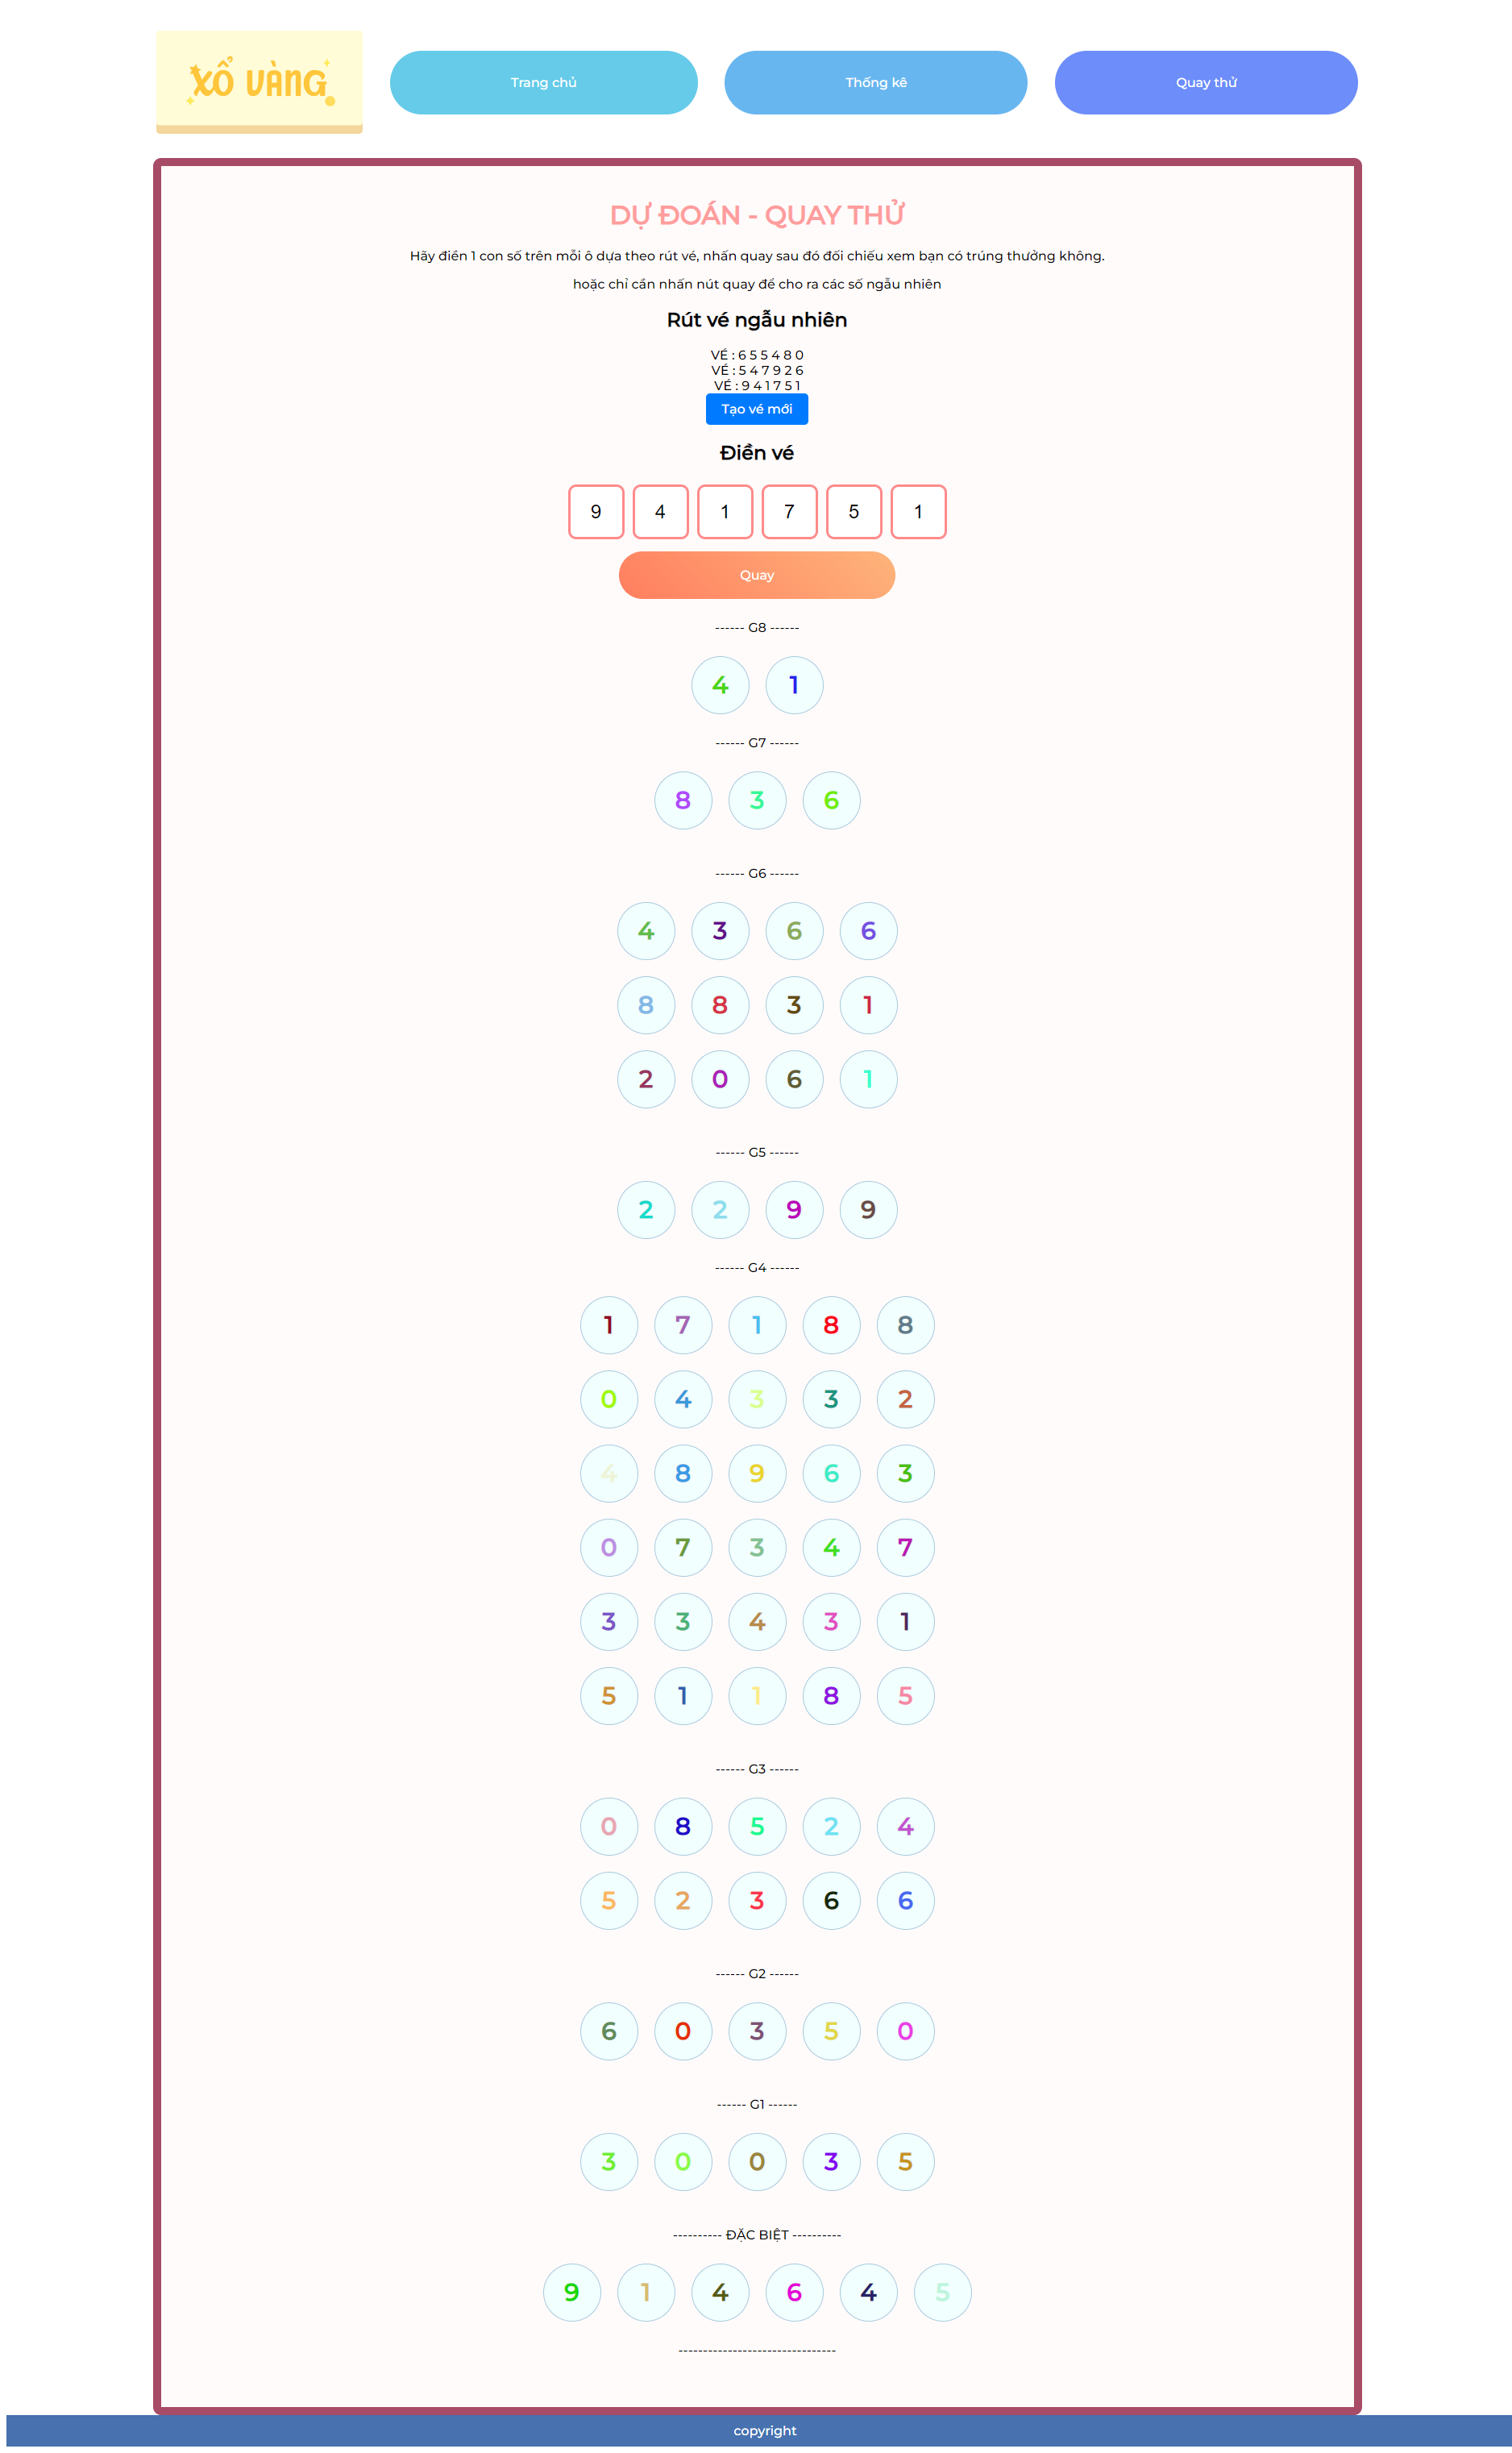 XỔ VÀNG
Trang chủ
Thống kê
Quay thử
DỰ ĐOÁN - QUAY THỬ
Hãy điền 1 con số trên mỗi ô dựa theo rút vé, nhấn quay sau đó đối chiếu xem bạn có trúng thưởng không.
hoặc chỉ cần nhấn nút quay để cho ra các số ngẫu nhiên
Rút vé ngẫu nhiên
VÉ : 6 5 5 4 8 0
VÉ : 5 4 7 9 2 6
VÉ : 9 4 1 7 5 1
Tạo vé mới
Điền vé
9 4 1 7 5 1
Quay
------ G8 ------
4 1
------ G7 ------
8 3 6
------ G6 ------
4 3 6 6
8 8 3 1
2 0 6 1
------ G5 ------
2 2 9 9
------ G4 ------
1 7 1 8 8
0 4 3 3 2
4 8 9 6 3
0 7 3 4 7
3 3 4 3 1
5 1 1 8 5
------ G3 ------
0 8 5 2 4
5 2 3 6 6
------ G2 ------
6 0 3 5 0
------ G1 ------
3 0 0 3 5
---------- ĐẶC BIỆT ----------
9 1 4 6 4 5
--------------------------------
copyright